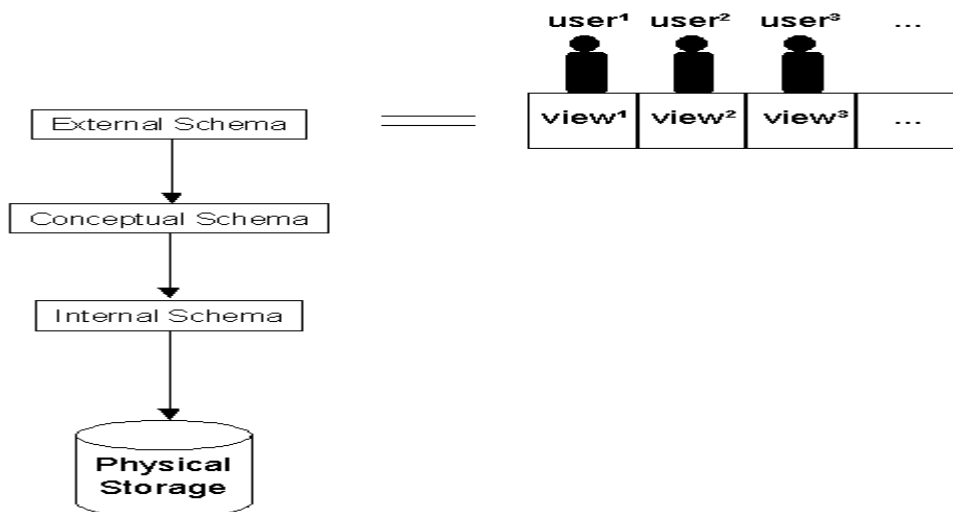 user¹ user² user³ ...
External Schema
view¹ view² view³ ...
Conceptual Schema
Internal Schema
Physical
Storage